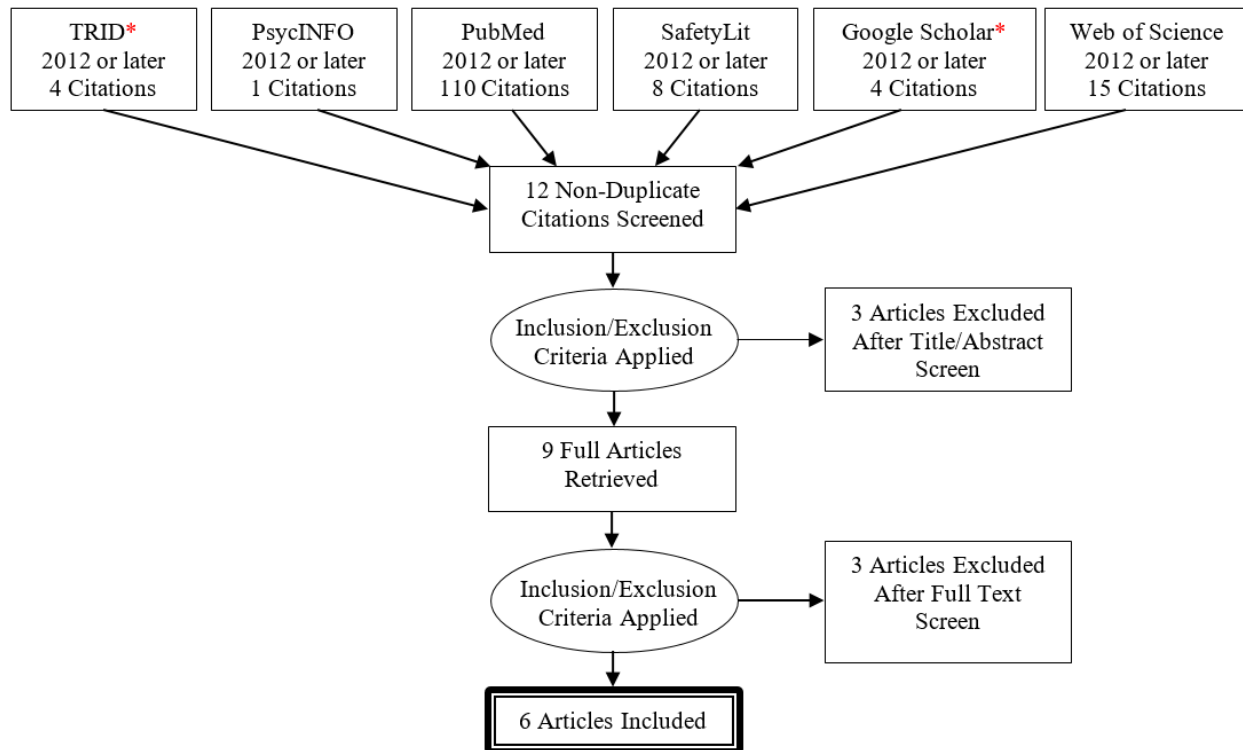 TRID*
2012 or later
4 Citations
PsycINFO
2012 or later
1 Citations
PubMed
2012 or later
110 Citations
SafetyLit
2012 or later
8 Citations
Google Scholar*
2012 or later
4 Citations
Web of Science
2012 or later
15 Citations
12 Non-Duplicate
Citations Screened
Inclusion/Exclusion
Criteria Applied
3 Articles Excluded
After Title/Abstract
Screen
9 Full Articles
Retrieved
Inclusion/Exclusion
Criteria Applied
3 Articles Excluded
After Full Text
Screen
6 Articles Included